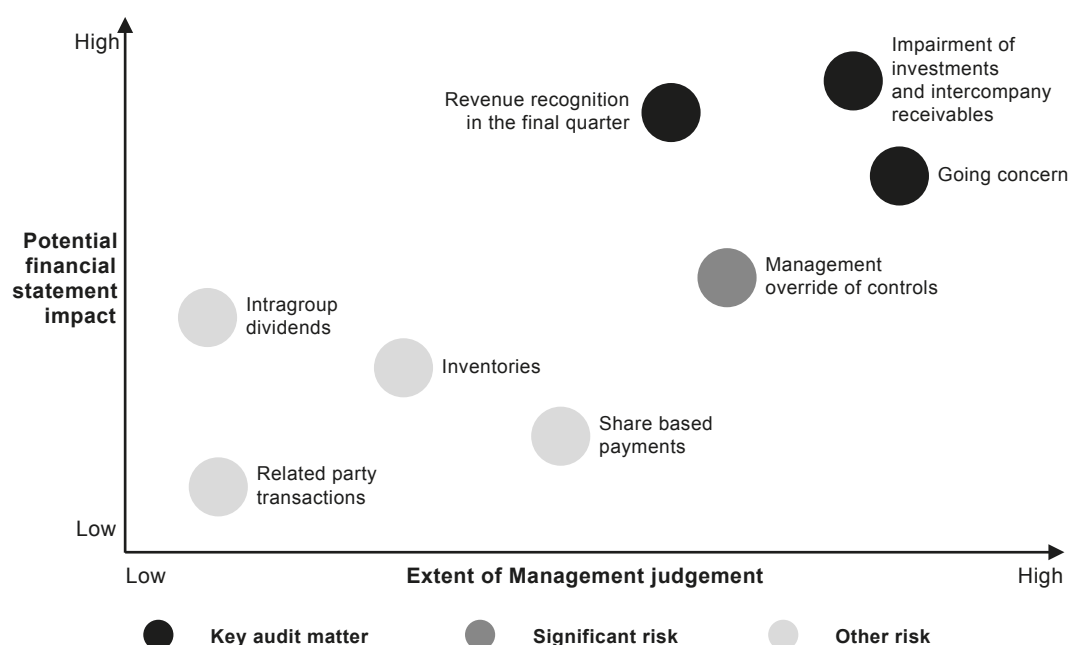 High
Impairment of
investments
and intercompany
receivables
Revenue recognition
in the final quarter
Going concern
Potential
financial
statement
impact
Management
override of controls
Intragroup
dividends
Inventories
Share based
payments
Related party
transactions
Low
Low
Extent of Management judgement
High
Key audit matter
Significant risk
Other risk